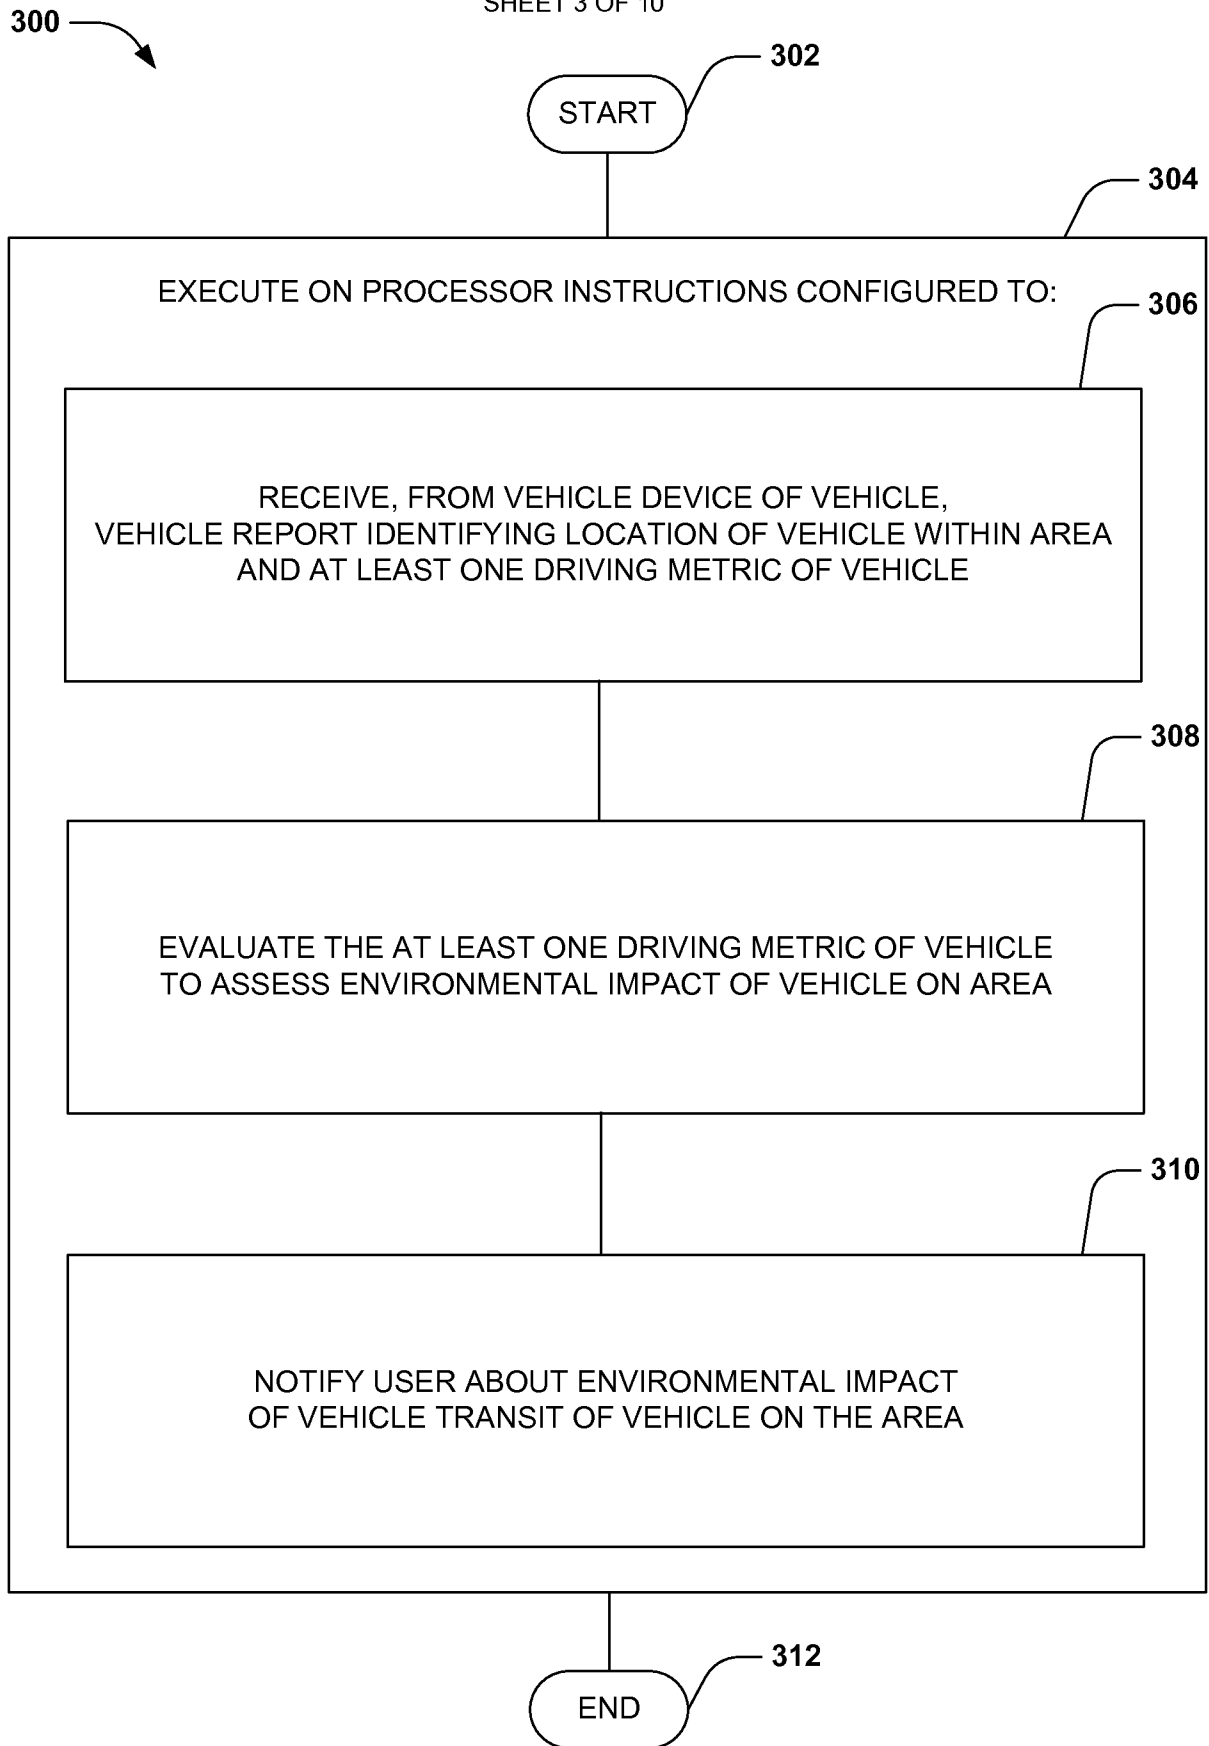 SHEET 3 OF 10
300
302
START
304
EXECUTE ON PROCESSOR INSTRUCTIONS CONFIGURED TO:
306
RECEIVE, FROM VEHICLE DEVICE OF VEHICLE,
VEHICLE REPORT IDENTIFYING LOCATION OF VEHICLE WITHIN AREA
AND AT LEAST ONE DRIVING METRIC OF VEHICLE
308
EVALUATE THE AT LEAST ONE DRIVING METRIC OF VEHICLE
TO ASSESS ENVIRONMENTAL IMPACT OF VEHICLE ON AREA
310
NOTIFY USER ABOUT ENVIRONMENTAL IMPACT
OF VEHICLE TRANSIT OF VEHICLE ON THE AREA
312
END